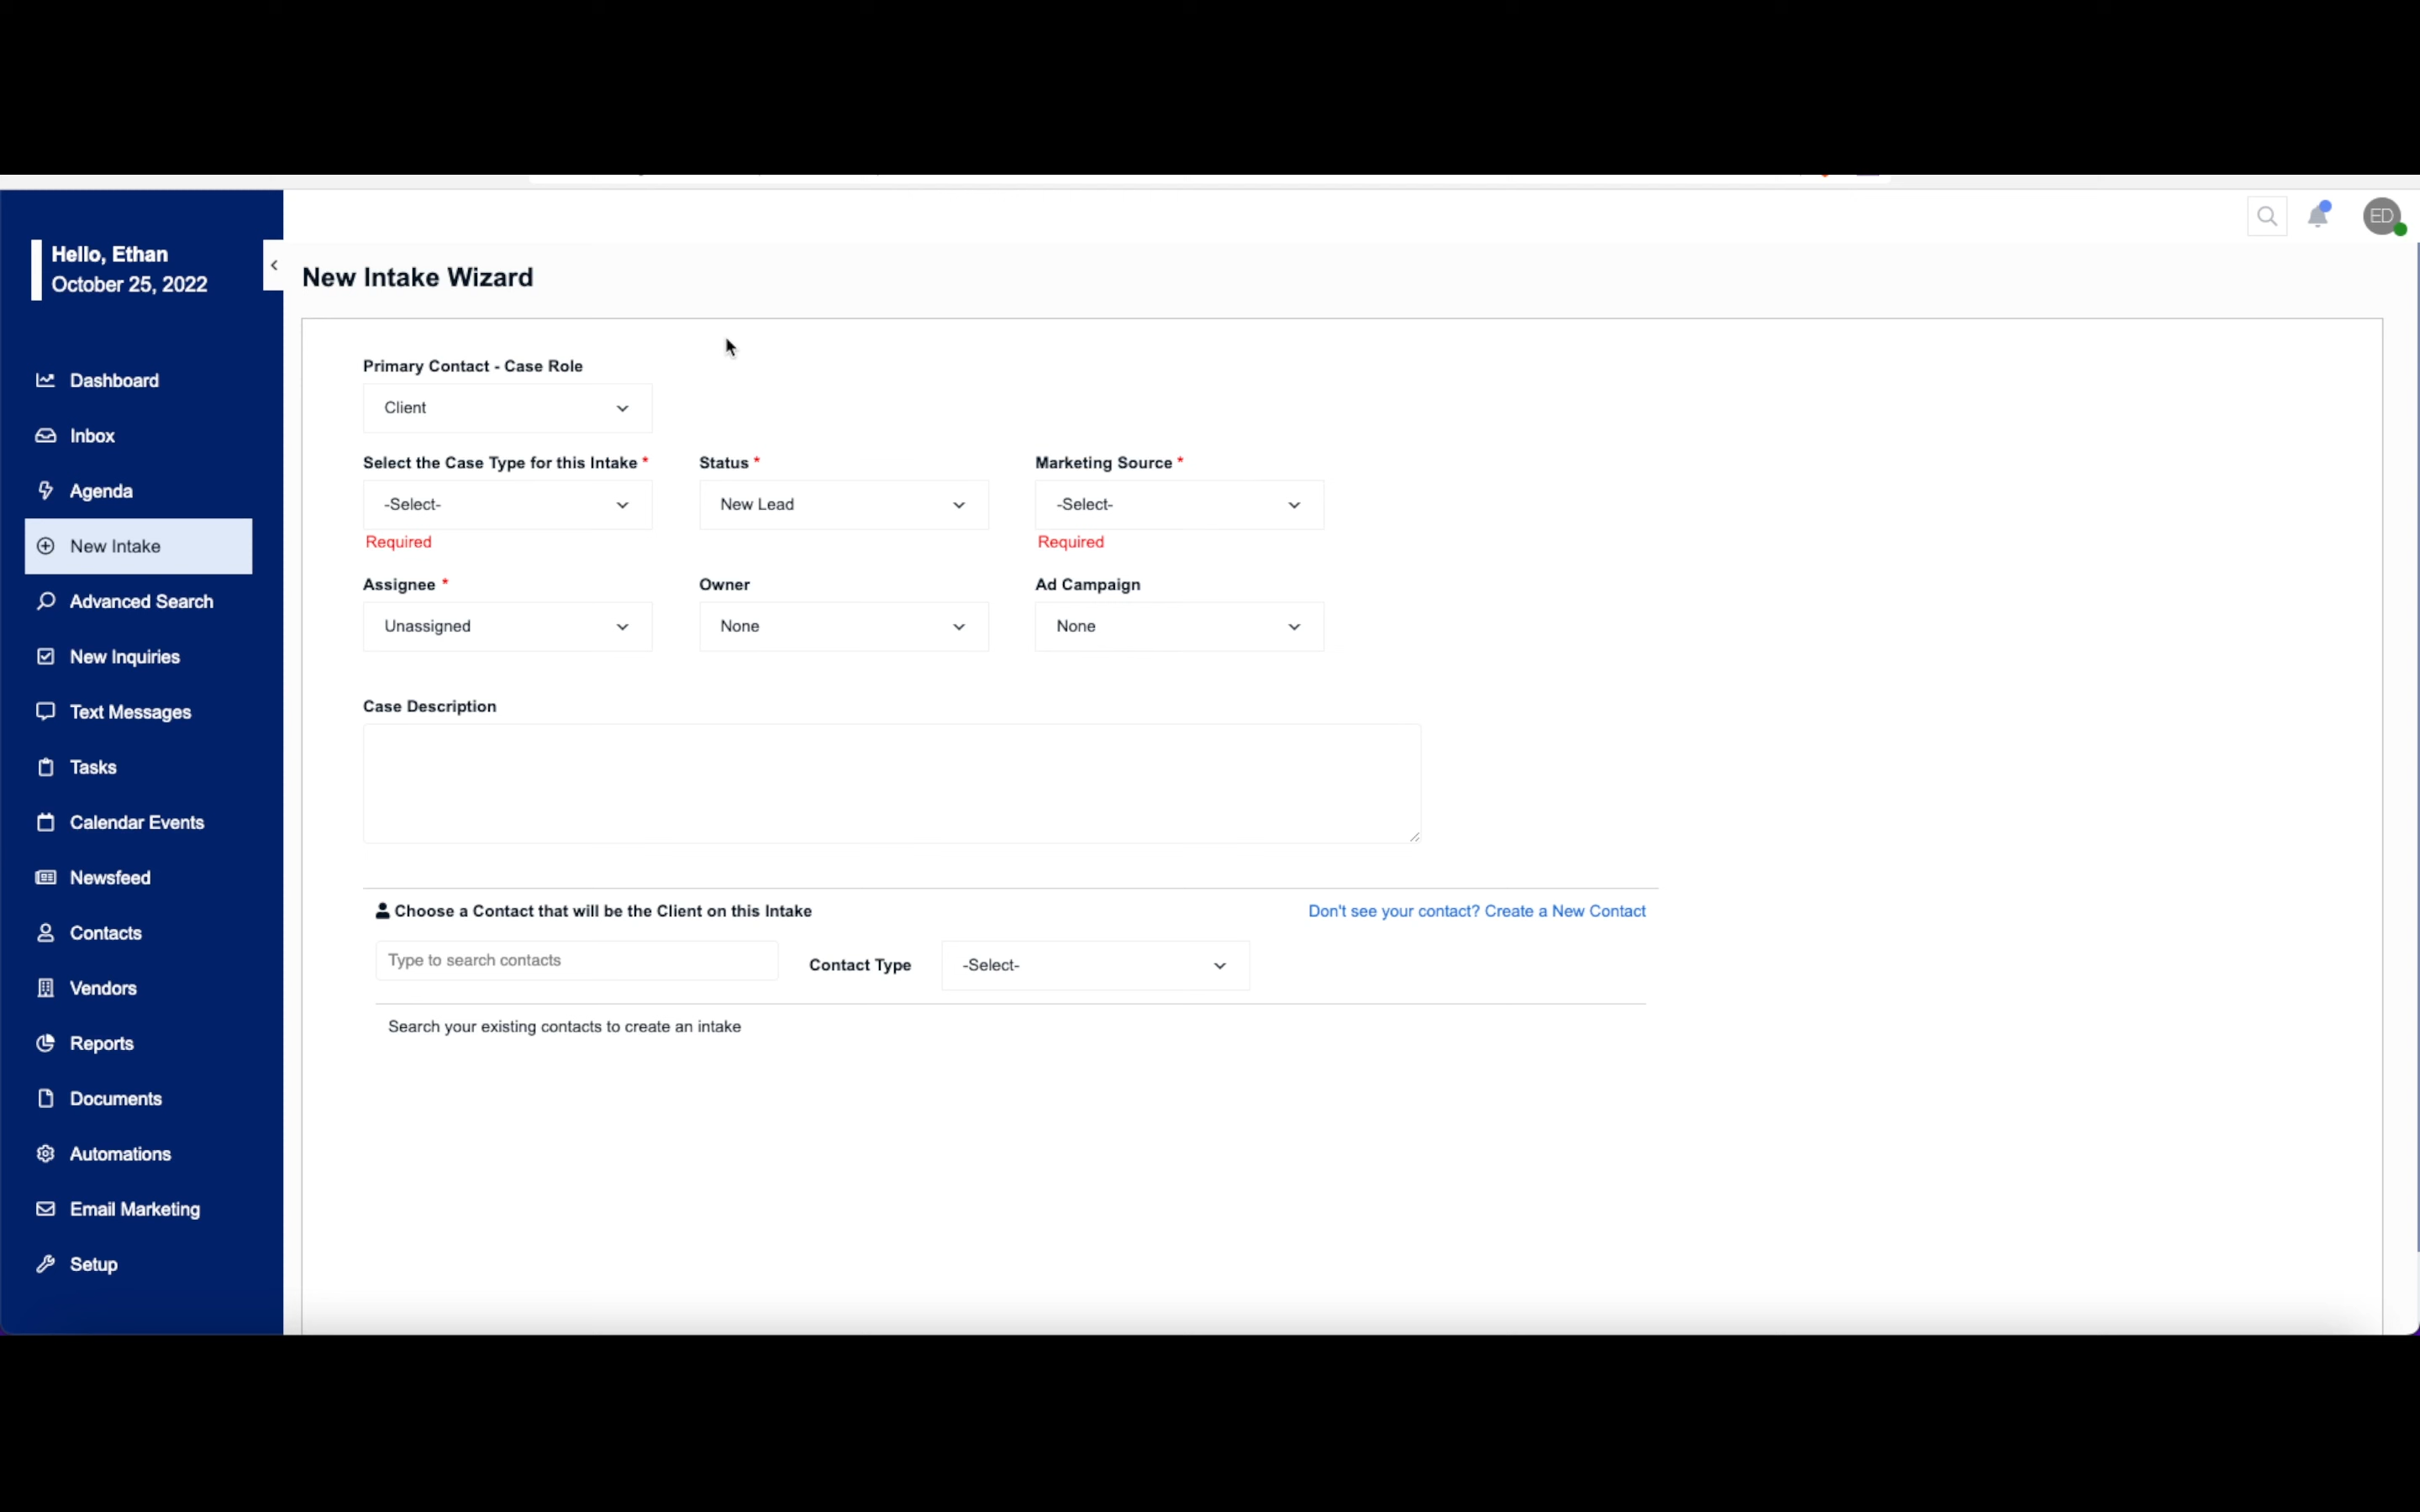 Hello, Ethan
October 25, 2022
Dashboard
Inbox
Agenda
New Intake
Advanced Search
New Inquiries
Text Messages
Tasks
Calendar Events
Newsfeed
Contacts
Vendors
Reports
Documents
Automations
Email Marketing
Setup
ED
New Intake Wizard
Primary Contact - Case Role
Client
Select the Case Type for this Intake * Status * Marketing Source *
-Select- New Lead -Select-
Required Required
Assignee * Owner Ad Campaign
Unassigned None None
Case Description
Choose a Contact that will be the Client on this Intake Don't see your contact? Create a New Contact
Type to search contacts Contact Type -Select-
Search your existing contacts to create an intake